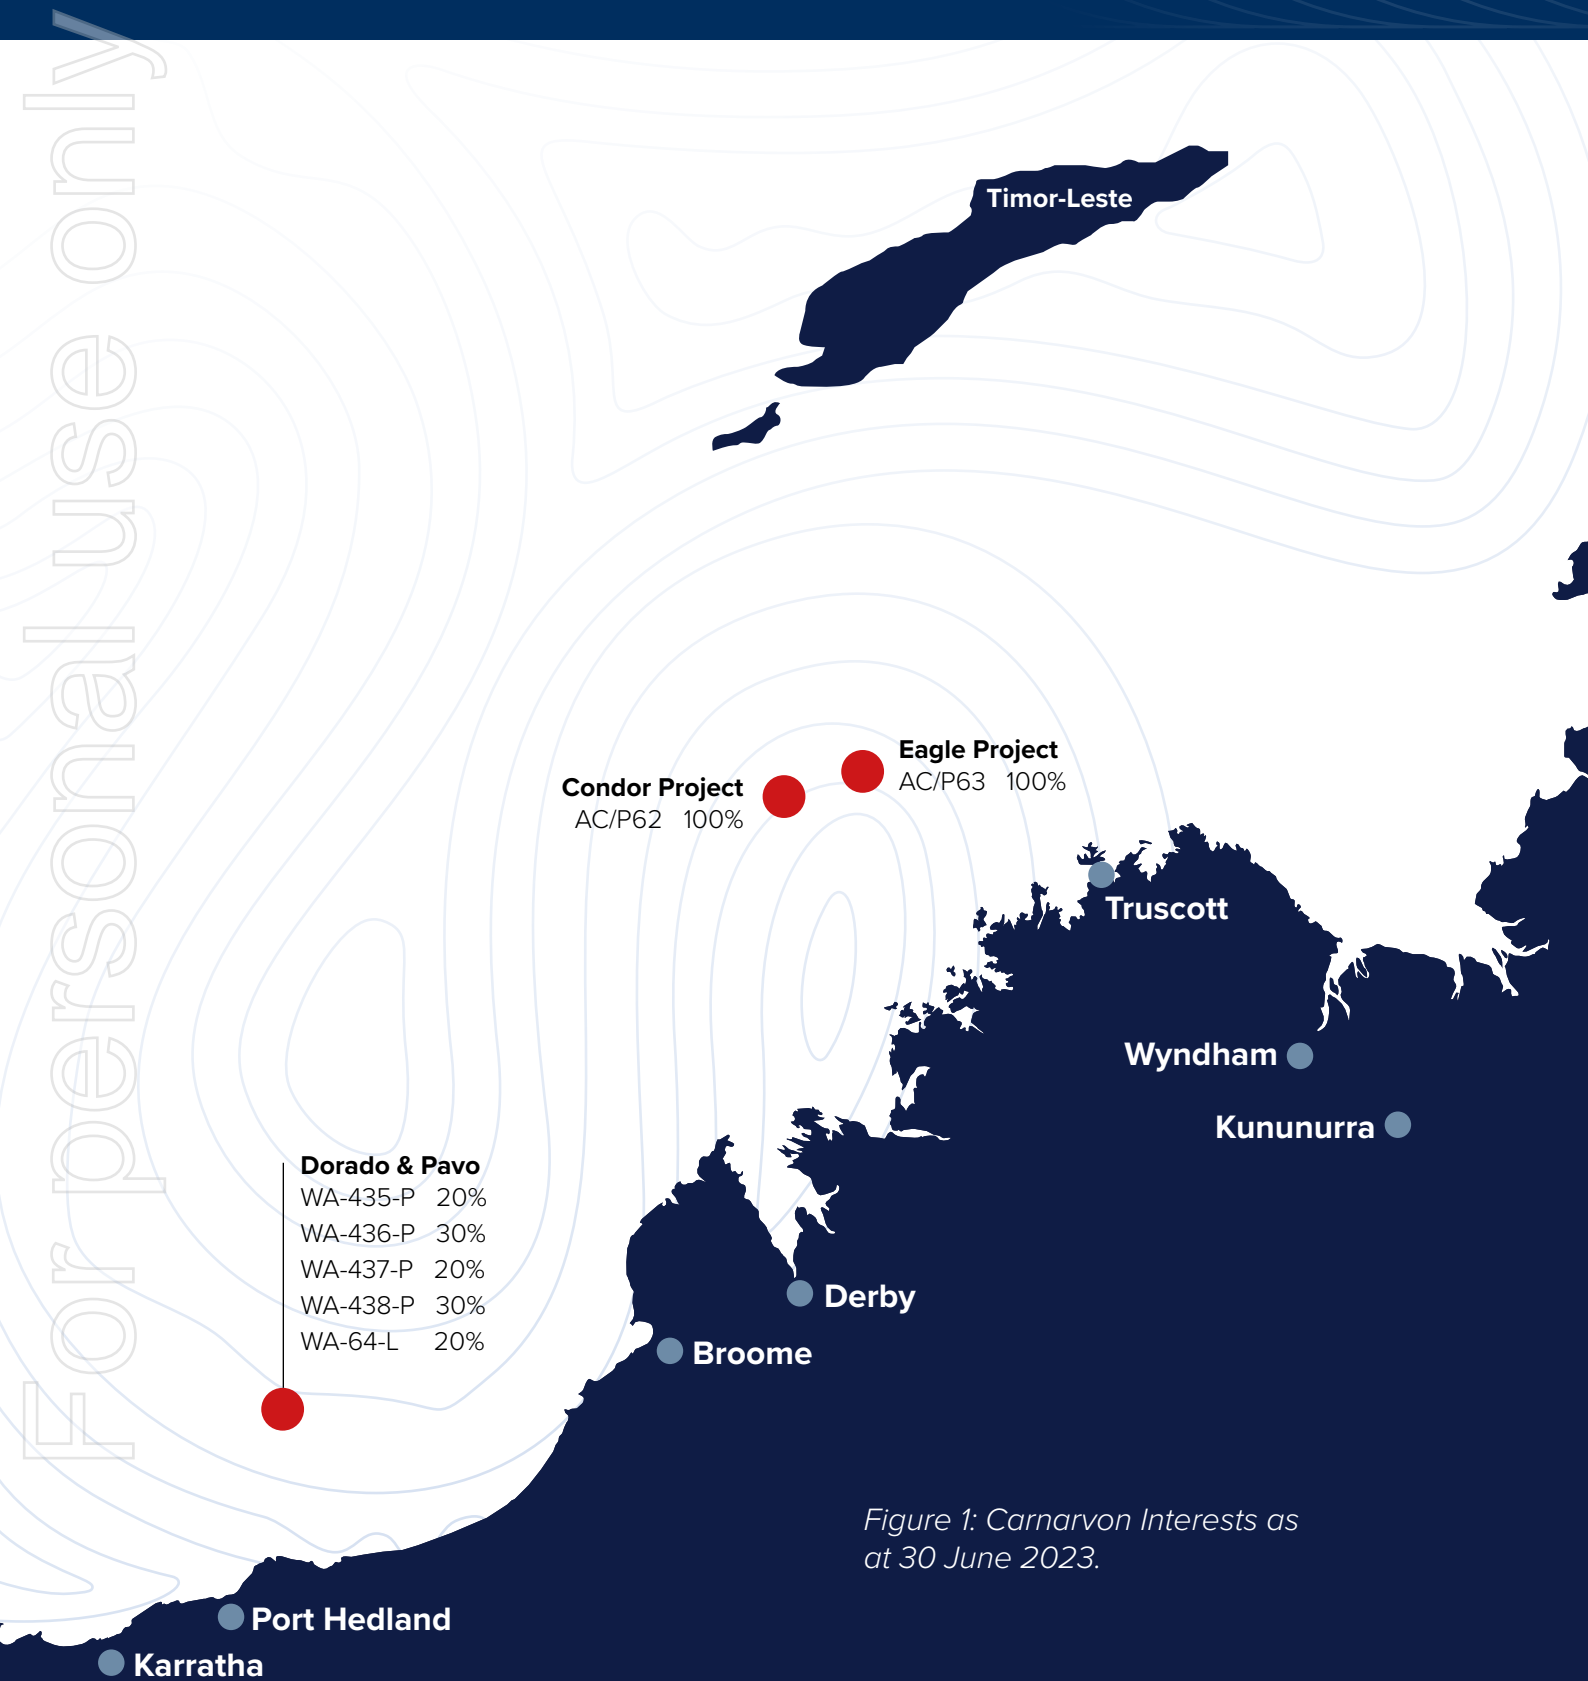 For personal use only
Timor-Leste
Eagle Project
AC/P63 100%
Condor Project
AC/P62 100%
Truscott
Wyndham
Kununurra
Dorado & Pavo
WA-435-P 20%
WA-436-P 30%
WA-437-P 20%
WA-438-P 30%
WA-64-L 20%
Derby
Broome
Figure 1: Carnarvon Interests as
at 30 June 2023.
Port Hedland
Karratha